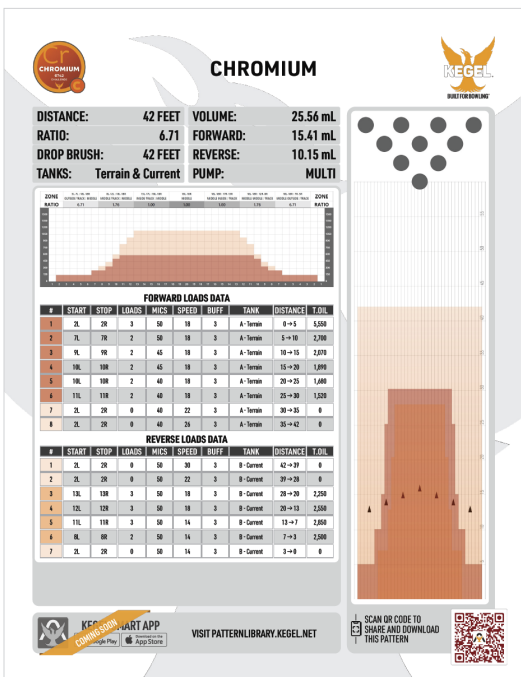 Cr
CHROMIUM
C
CHROMIUM
KEGEL
BUILT FOR BOWLING
DISTANCE: 42 FEET VOLUME: 25.56 mL
RATIO: 6.71 FORWARD: 15.41 mL
DROP BRUSH: 42 FEET REVERSE: 10.15 mL
TANKS: Terrain & Current PUMP: MULTI
ZONE
ZONE
RATIO 6.71 1.76 1.00 1.00 1.00 1.76 6.71 RATIO
FORWARD LOADS DATA
# START STOP LOADS MICS SPEED BUFF TANK DISTANCE T.OIL
1 2L 2R 3 50 18 3 A - Terrain 0 → 5 5,550
2 7L 7R 2 50 18 3 A - Terrain 5 → 10 2,700
3 9L 9R 2 45 18 3 A - Terrain 10 → 15 2,070
4 10L 10R 2 45 18 3 A - Terrain 15 → 20 1,890
5 10L 10R 2 40 18 3 A - Terrain 20 → 25 1,680
6 11L 11R 2 40 18 3 A - Terrain 25 → 30 1,520
7 2L 2R 0 40 22 3 A - Terrain 30 → 35 0
8 2L 2R 0 40 26 3 A - Terrain 35 → 42 0
REVERSE LOADS DATA
# START STOP LOADS MICS SPEED BUFF TANK DISTANCE T.OIL
1 2L 2R 0 50 30 3 B - Current 42 → 39 0
2 2L 2R 0 50 22 3 B - Current 39 → 28 0
3 13L 13R 3 50 18 3 B - Current 28 → 20 2,250
4 12L 12R 3 50 18 3 B - Current 20 → 13 2,550
5 11L 11R 3 50 14 3 B - Current 13 → 7 2,850
6 8L 8R 2 50 14 3 B - Current 7 → 3 2,500
7 2L 2R 0 50 14 3 B - Current 3 → 0 0
COMING SOON
App Store
VISIT PATTERNLIBRARY.KEGEL.NET
SCAN QR CODE TO
SHARE AND DOWNLOAD
THIS PATTERN